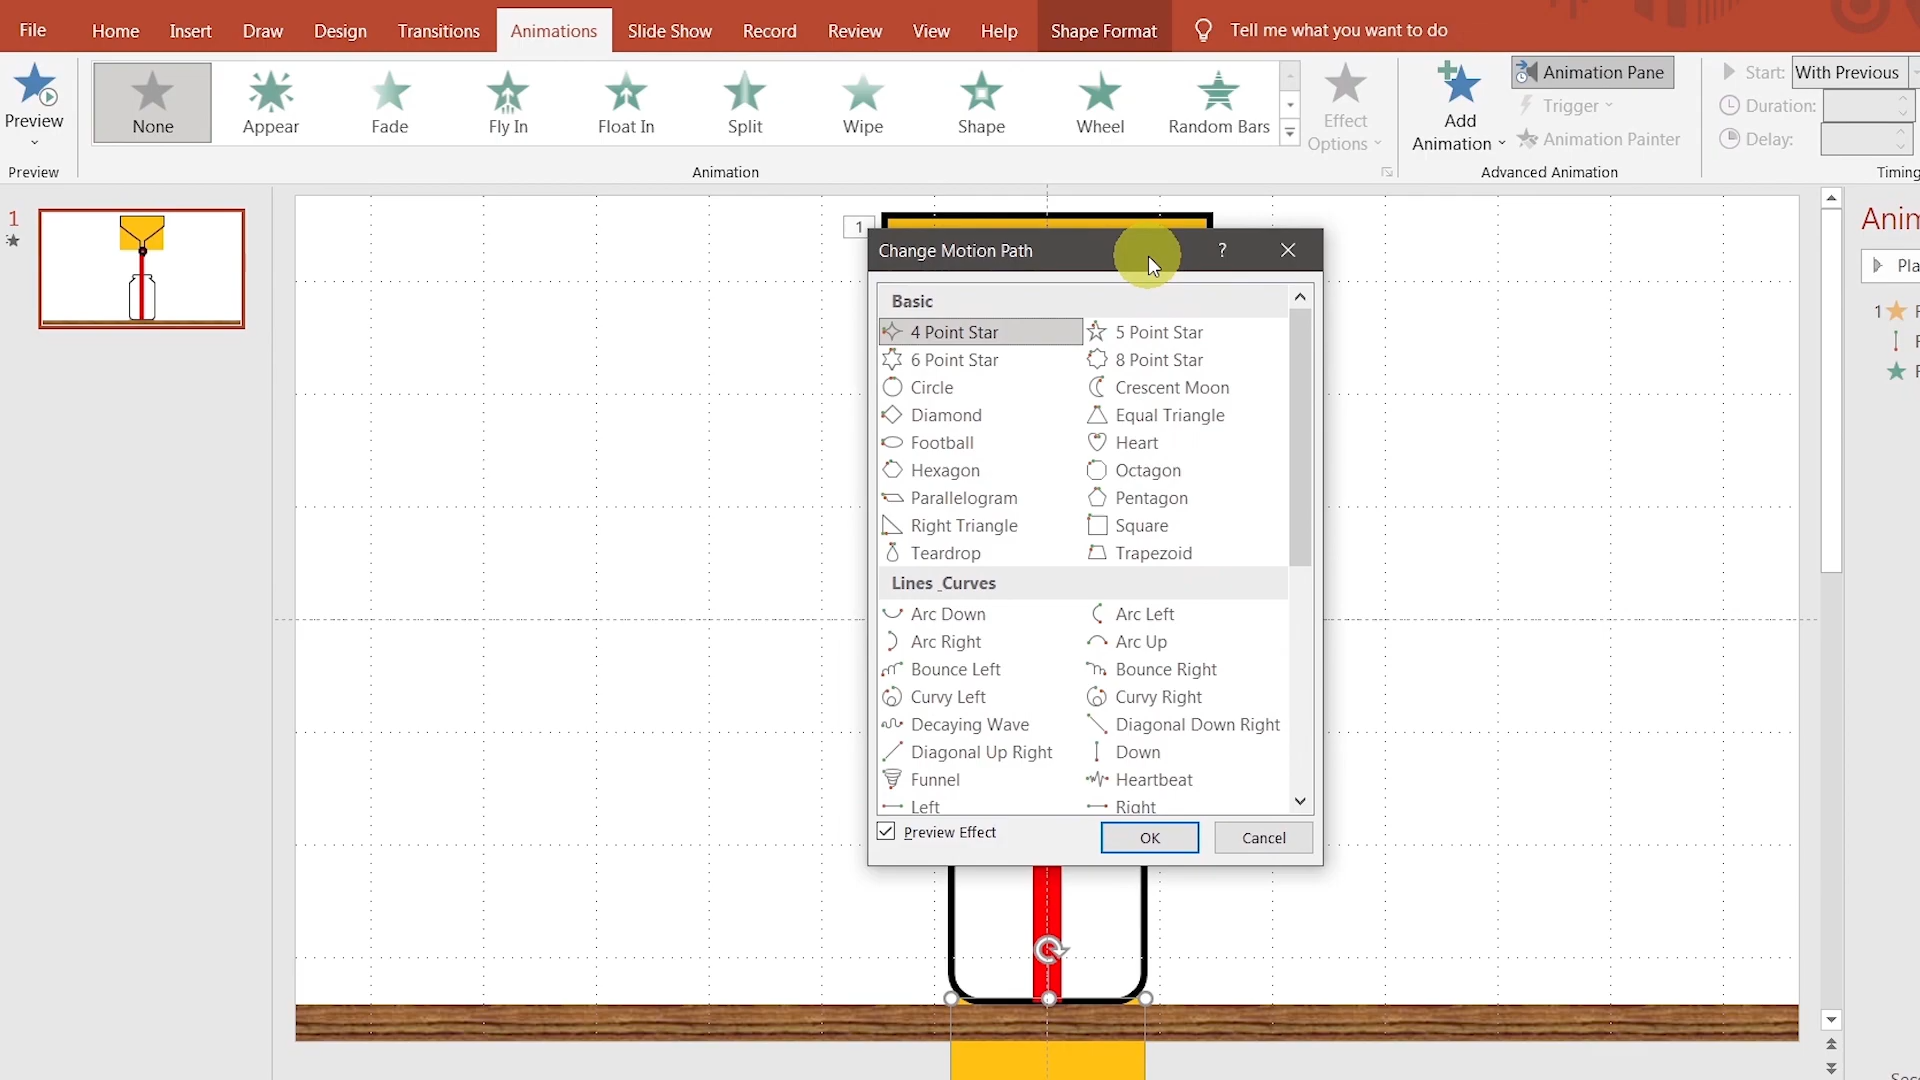 File Home Insert Draw Design Transitions Animations Slide Show Record Review View Help Shape Format Tell me what you want to do
Preview
None Appear Fade Fly In Float In Split Wipe Shape Wheel Random Bars
Effect Options
Add Animation
Animation Pane
Trigger
Animation Painter
Start: With Previous
Duration:
Delay:
Preview Animation Advanced Animation Timing
1
1
Change Motion Path ?
Basic
4 Point Star 5 Point Star
6 Point Star 8 Point Star
Circle Crescent Moon
Diamond Equal Triangle
Football Heart
Hexagon Octagon
Parallelogram Pentagon
Right Triangle Square
Teardrop Trapezoid
Lines_Curves
Arc Down Arc Left
Arc Right Arc Up
Bounce Left Bounce Right
Curvy Left Curvy Right
Decaying Wave Diagonal Down Right
Diagonal Up Right Down
Funnel Heartbeat
Left Right
Preview Effect OK Cancel
Anim
Pla
1